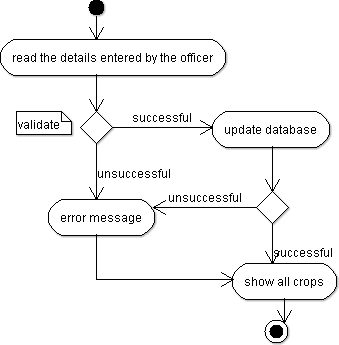 read the details entered by the officer
validate
successful
update database
unsuccessful
unsuccessful
error message
successful
show all crops